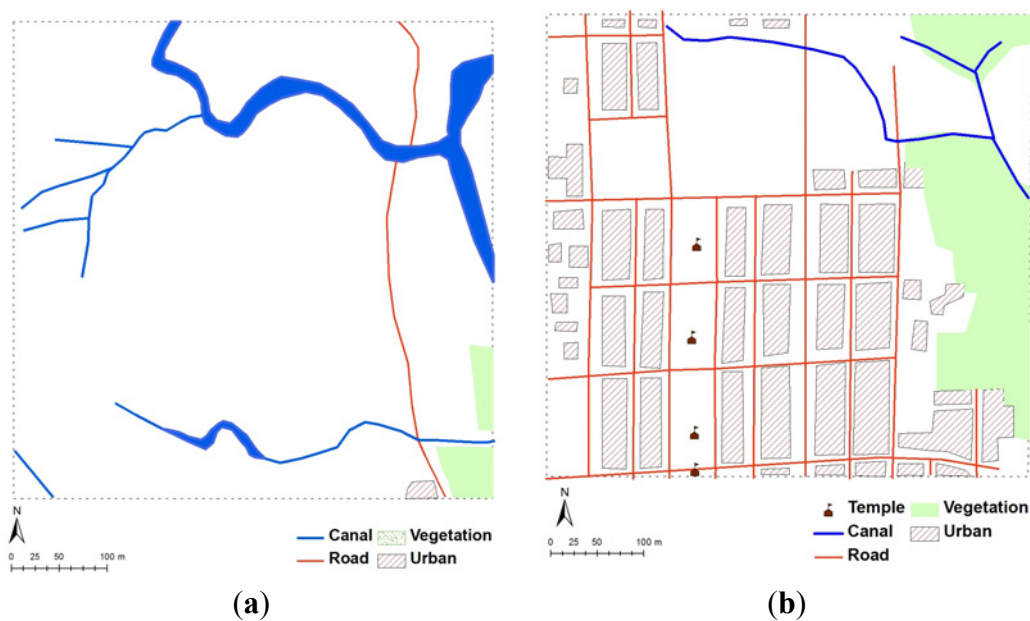 N
Canal Vegetation
Road Urban
0 25 50 100 m
(a)
N
Temple Vegetation
Canal Urban
Road
0 25 50 100 m
(b)